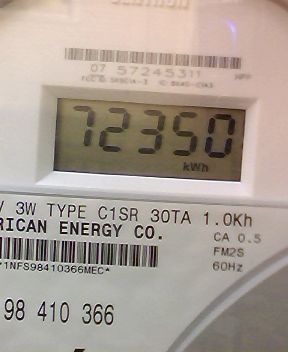 CENTRON
07 57245311
72350
kWh
V 3W TYPE C1SR 30TA 1.0Kh
RICAN ENERGY CO.
CA 0.5
FM2S
60Hz
*1NFS98410366MEC*
98 410 366